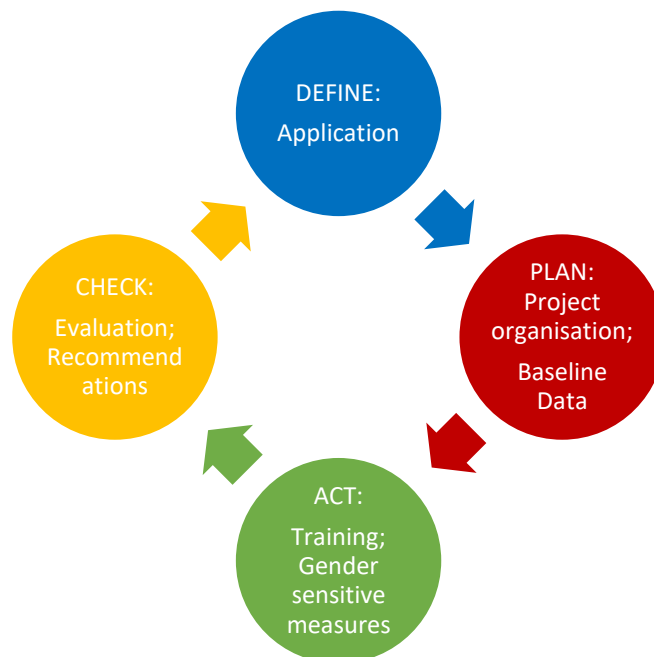 DEFINE:
Application
PLAN:
Project
organisation;
Baseline
Data
ACT:
Training;
Gender
sensitive
measures
CHECK:
Evaluation;
Recommend
ations